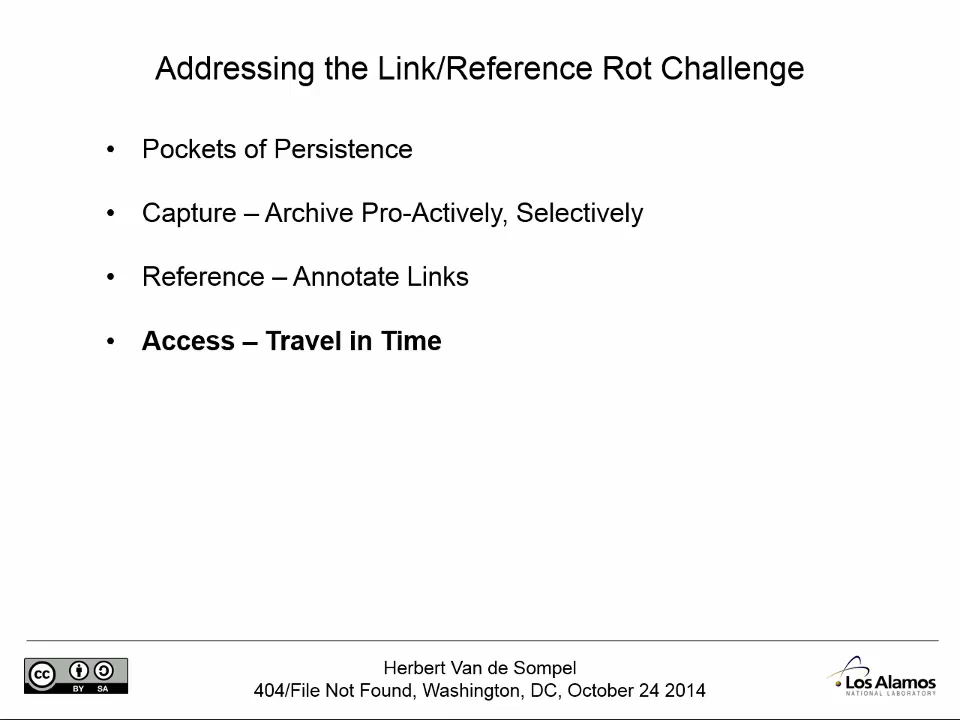 Addressing the Link/Reference Rot Challenge
• Pockets of Persistence
• Capture – Archive Pro-Actively, Selectively
• Reference – Annotate Links
• Access – Travel in Time
cc BY SA
Herbert Van de Sompel
404/File Not Found, Washington, DC, October 24 2014
Los Alamos
NATIONAL LABORATORY